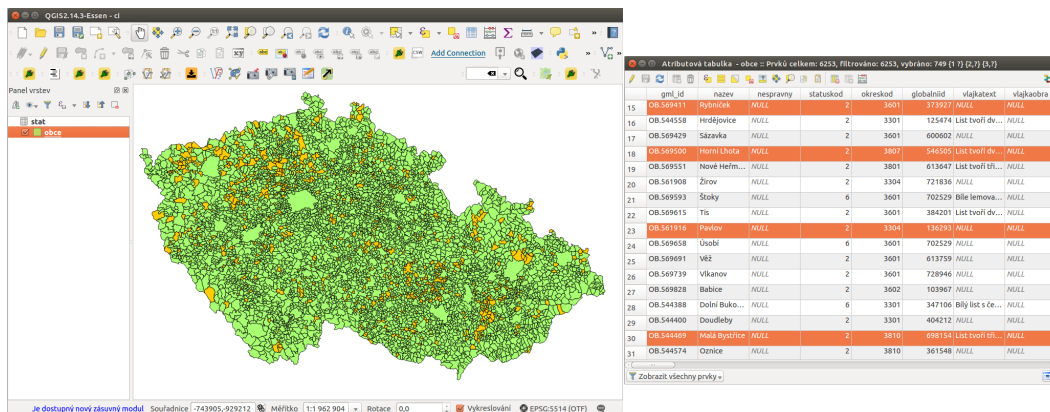 QGIS2.14.3-Essen - cl
Add Connection
CSW
Panel vrstev
stat
obce
Je dostupný nový zásuvný modul Souřadnice -743905,-929212 Měřítko 1:1 962 904 Rotace 0,0 Vykreslování EPSG:5514 (OTF)
Atributová tabulka - obce :: Prvků celkem: 6253, filtrováno: 6253, vybráno: 749 {1 ?} {2,?} {3,?}
gml_id nazev nespravny statuskod okreskod globalniid vlajkatext vlajkaobra
15 OB.569411 Rybníček NULL 2 3601 373927 NULL NULL
16 OB.544558 Hrdějovice NULL 2 3301 125474 List tvoří dv... NULL
17 OB.569429 Sázavka NULL 2 3601 600602 NULL NULL
18 OB.569500 Horní Lhota NULL 2 3807 546505 List tvoří dv... NULL
19 OB.569551 Nové Heřm... NULL 2 3801 613647 List tvoří tři... NULL
20 OB.561908 Žirov NULL 2 3304 721836 NULL NULL
21 OB.569593 Štoky NULL 6 3601 702529 Bíle lemova... NULL
22 OB.569615 Tis NULL 2 3601 384201 List tvoří dv... NULL
23 OB.561916 Pavlov NULL 2 3304 136293 NULL NULL
24 OB.569658 Úsobí NULL 6 3601 702529 NULL NULL
25 OB.569691 Věž NULL 2 3601 613759 NULL NULL
26 OB.569739 Vlkanov NULL 2 3601 728946 NULL NULL
27 OB.569828 Babice NULL 2 3602 103967 NULL NULL
28 OB.544388 Dolní Buko... NULL 6 3301 347106 Bílý list s če... NULL
29 OB.544400 Doudleby NULL 2 3301 404212 NULL NULL
30 OB.544469 Malá Bystřice NULL 2 3810 698154 List tvoří tři... NULL
31 OB.544574 Oznice NULL 2 3810 361548 NULL NULL
Zobrazit všechny prvky